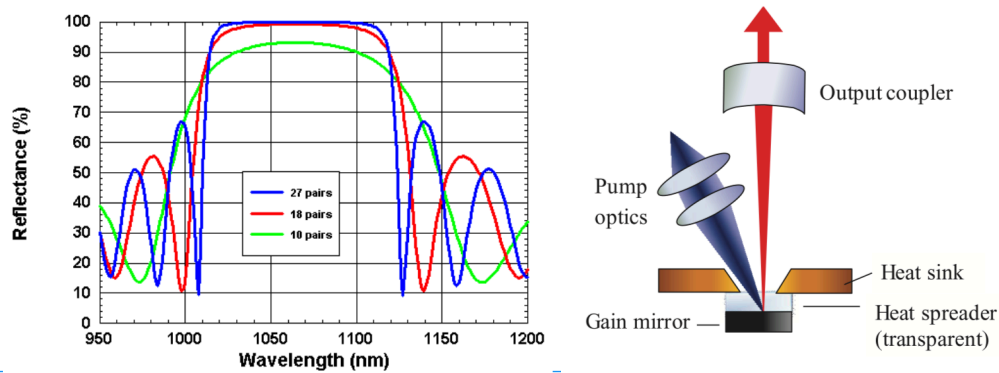 Reflectance (%)
100
90
80
70
60
50
40
30
20
10
0
27 pairs
18 pairs
10 pairs
950 1000 1050 1100 1150 1200
Wavelength (nm)
Output coupler
Pump
optics
Heat sink
Gain mirror
Heat spreader
(transparent)